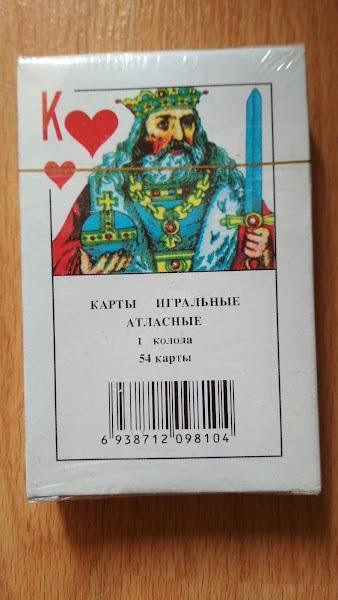 К
КАРТЫ ИГРАЛЬНЫЕ
АТЛАСНЫЕ
1 колода
54 карты
6 938712 098104